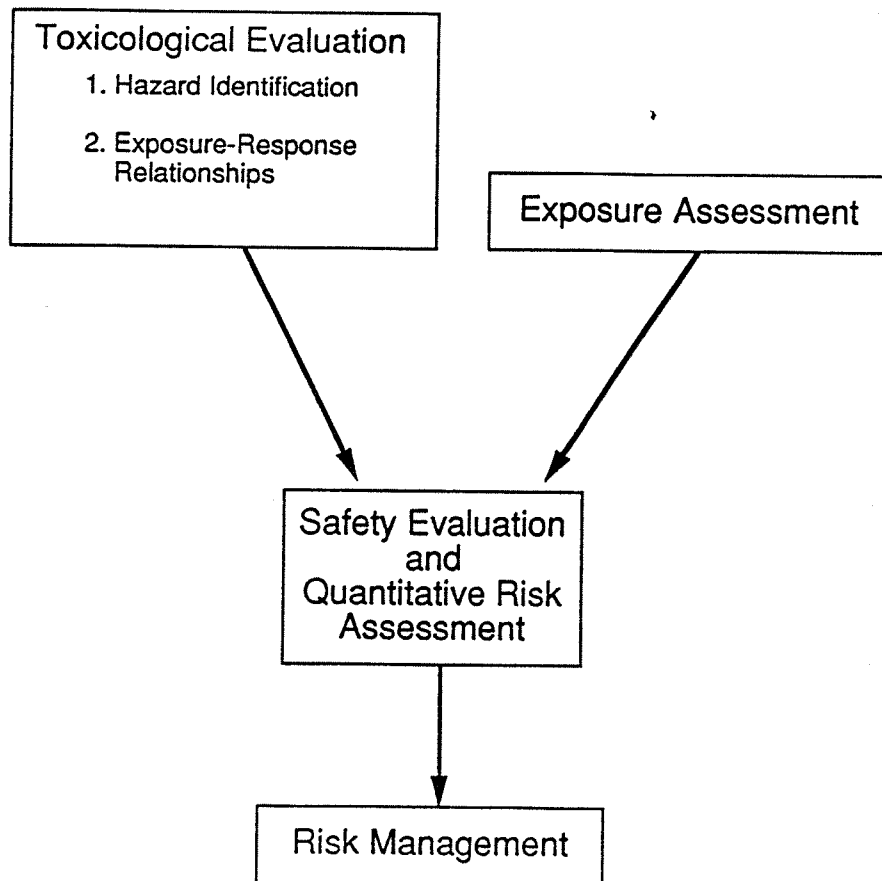 Toxicological Evaluation
1. Hazard Identification
2. Exposure-Response
Relationships
Exposure Assessment
Safety Evaluation
and
Quantitative Risk
Assessment
Risk Management